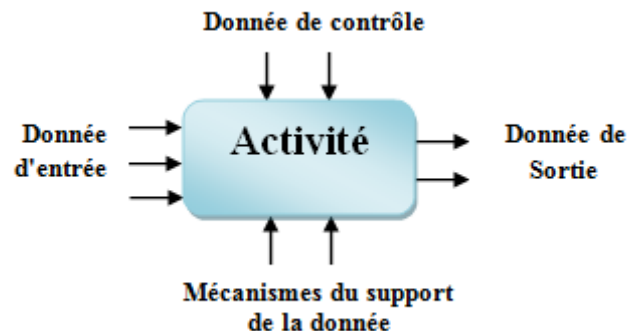 Donnée de contrôle
Donnée
d'entrée
Activité
Donnée de
Sortie
Mécanismes du support
de la donnée